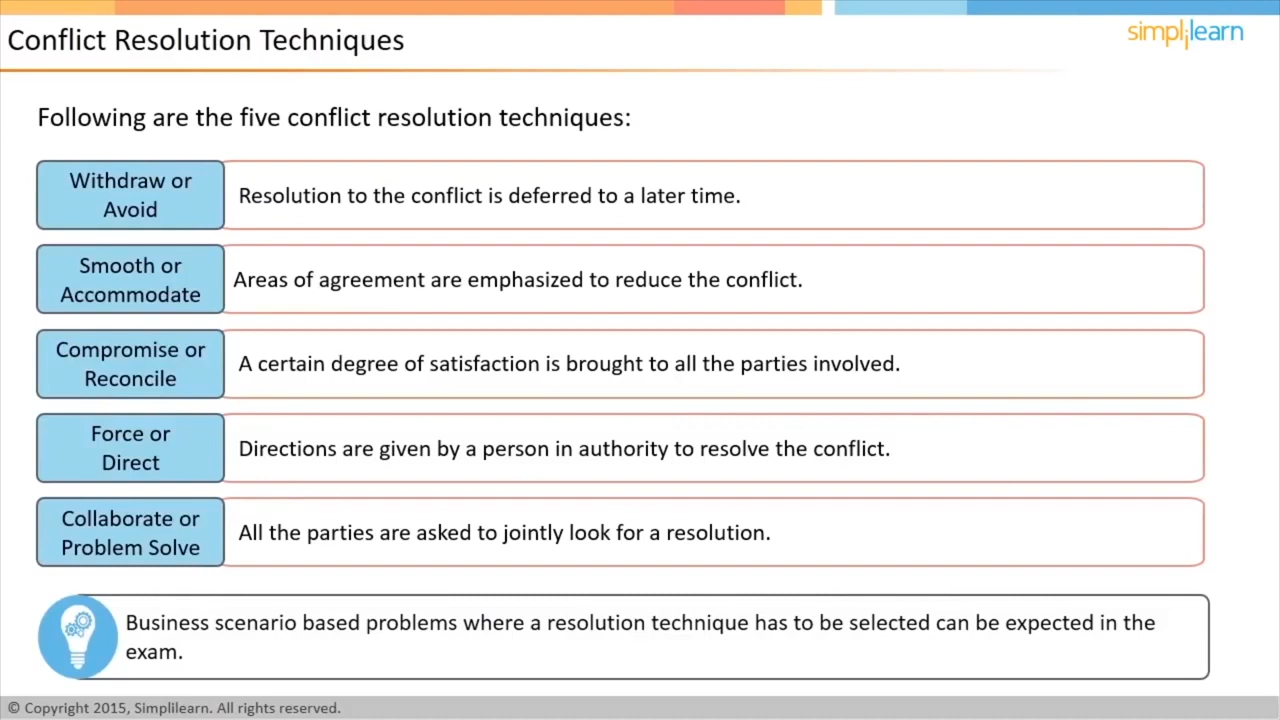 Conflict Resolution Techniques
simplilearn
Following are the five conflict resolution techniques:
Withdraw or
Avoid
Resolution to the conflict is deferred to a later time.
Smooth or
Accommodate
Areas of agreement are emphasized to reduce the conflict.
Compromise or
Reconcile
A certain degree of satisfaction is brought to all the parties involved.
Force or
Direct
Directions are given by a person in authority to resolve the conflict.
Collaborate or
Problem Solve
All the parties are asked to jointly look for a resolution.
Business scenario based problems where a resolution technique has to be selected can be expected in the
exam.
© Copyright 2015, Simplilearn. All rights reserved.